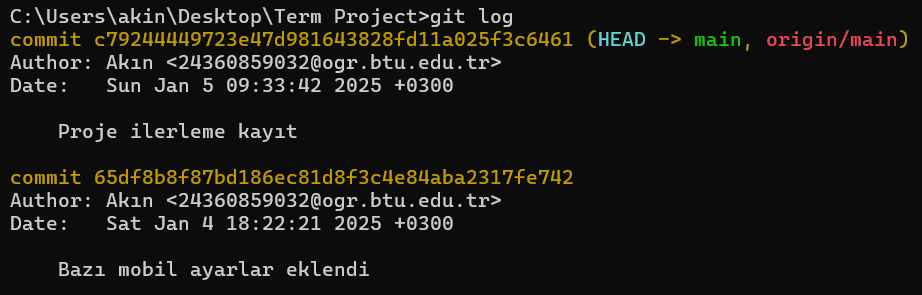 C:\Users\akin\Desktop\Term Project>git log
commit c79244449723e47d981643828fd11a025f3c6461 (HEAD -> main, origin/main)
Author: Akın <24360859032@ogr.btu.edu.tr>
Date:   Sun Jan 5 09:33:42 2025 +0300
    Proje ilerleme kayıt
commit 65df8b8f87bd186ec81d8f3c4e84aba2317fe742
Author: Akın <24360859032@ogr.btu.edu.tr>
Date:   Sat Jan 4 18:22:21 2025 +0300
    Bazı mobil ayarlar eklendi